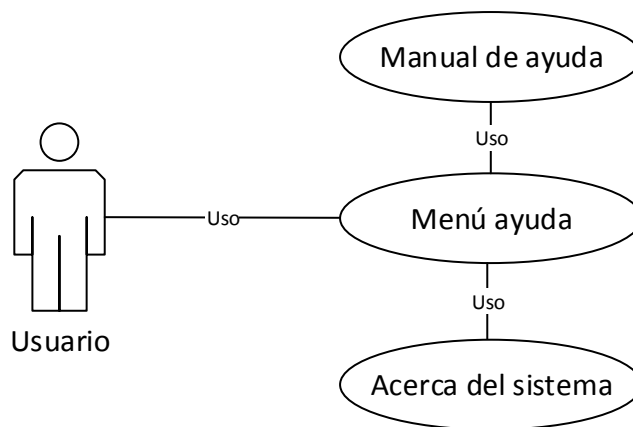 Manual de ayuda
Uso
Uso
Menú ayuda
Uso
Usuario
Acerca del sistema